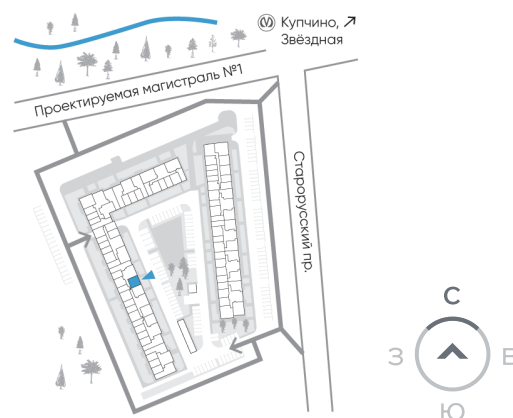 Купчино,
Звёздная
Проектируемая магистраль №1
Старорусский пр.
С
З
В
Ю